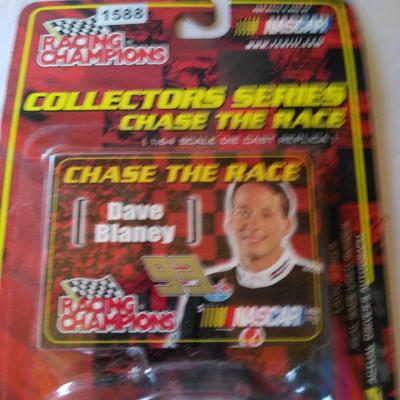 1588
RACING
CHAMPIONS
NASCAR
COLLECTORS SERIES
CHASE THE RACE
1:64 SCALE DIE CAST REPLICA
CHASE THE RACE
Dave
Blaney
93
RACING
CHAMPIONS
NASCAR